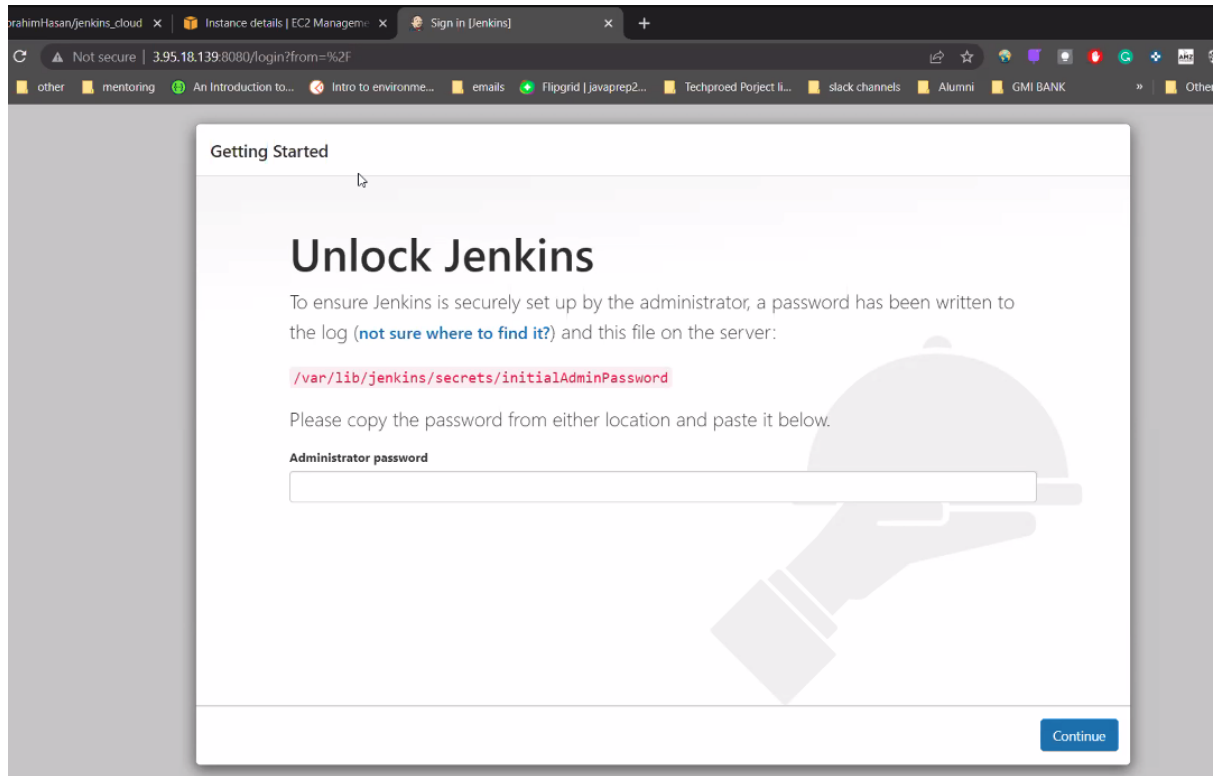 prahimHasan/jenkins_cloud
Instance details | EC2 Manageme
Sign in [Jenkins]
Not secure | 3.95.18.139:8080/login?from=%2F
other
mentoring
An Introduction to...
Intro to environme...
emails
Flipgrid | javaprep2...
Techproed Porject li...
slack channels
Alumni
GMI BANK
»
Other
Getting Started
Unlock Jenkins
To ensure Jenkins is securely set up by the administrator, a password has been written to
the log (not sure where to find it?) and this file on the server:
/var/lib/jenkins/secrets/initialAdminPassword
Please copy the password from either location and paste it below.
Administrator password
Continue